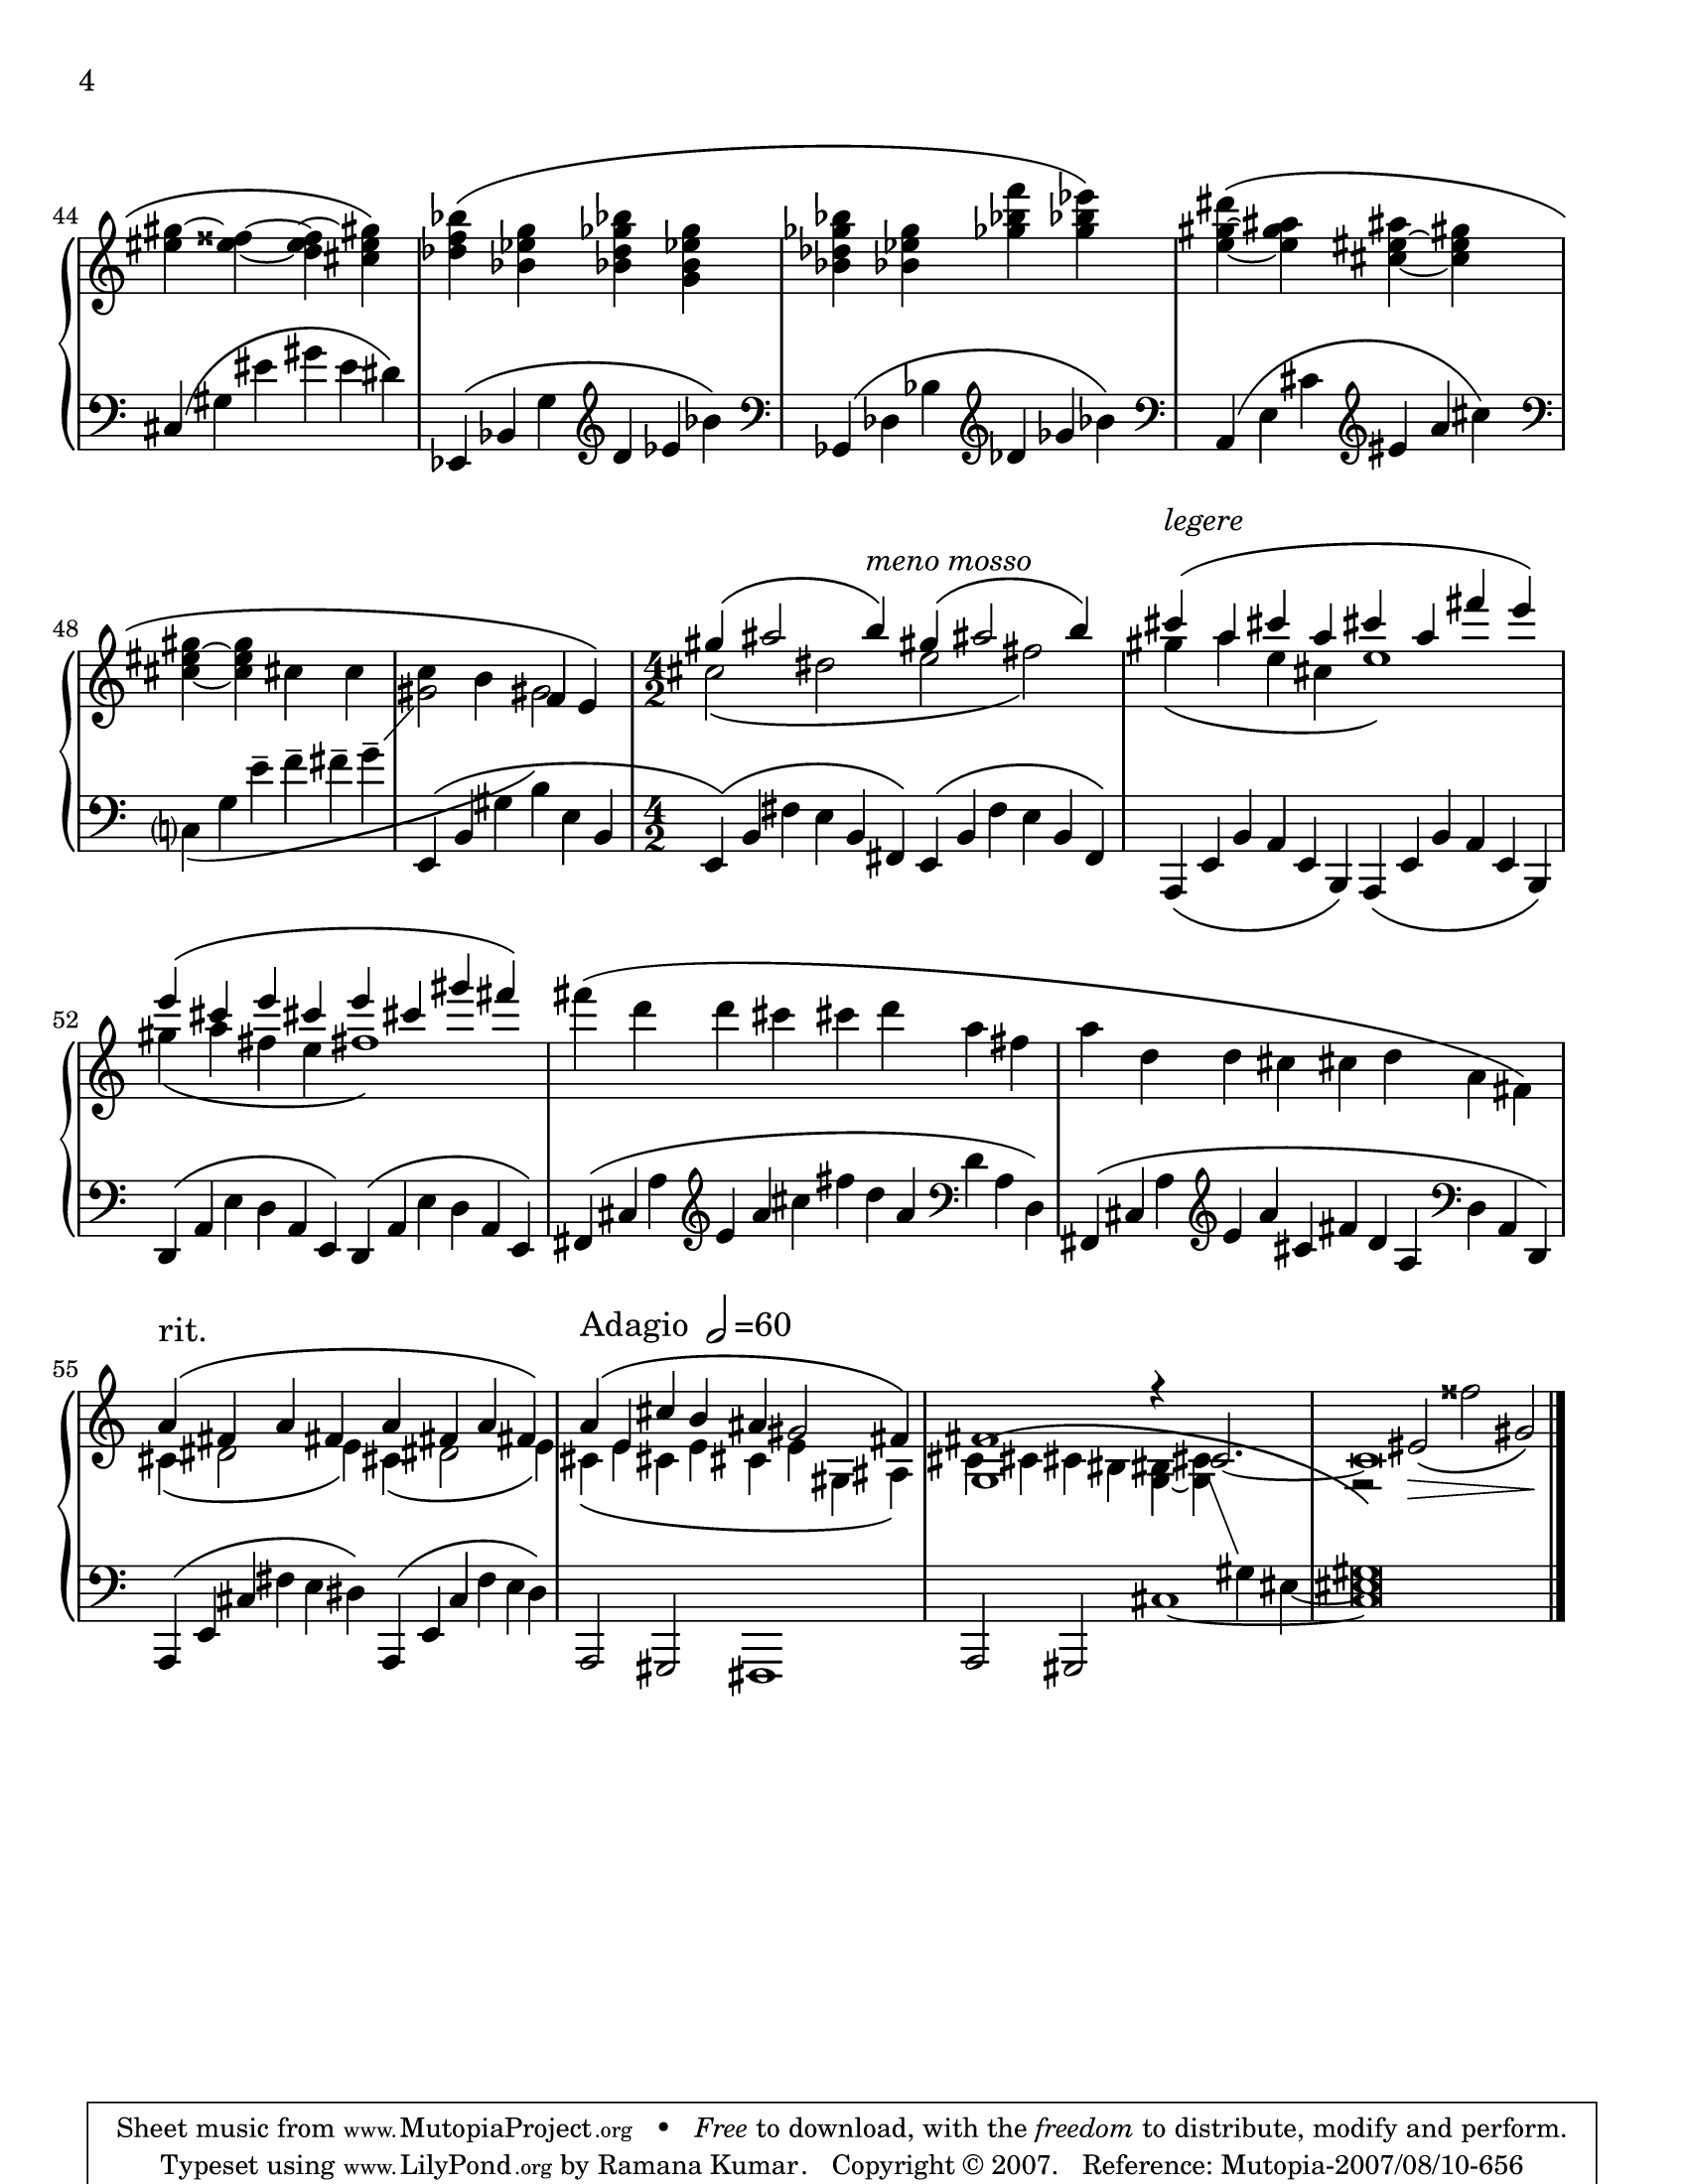 4
44
legere
meno mosso
48
4
2
4
2
52
rit.
Adagio =60
55
Sheet music from www.MutopiaProject.org • Free to download, with the freedom to distribute, modify and perform.
Typeset using www.LilyPond.org by Ramana Kumar. Copyright © 2007. Reference: Mutopia-2007/08/10-656